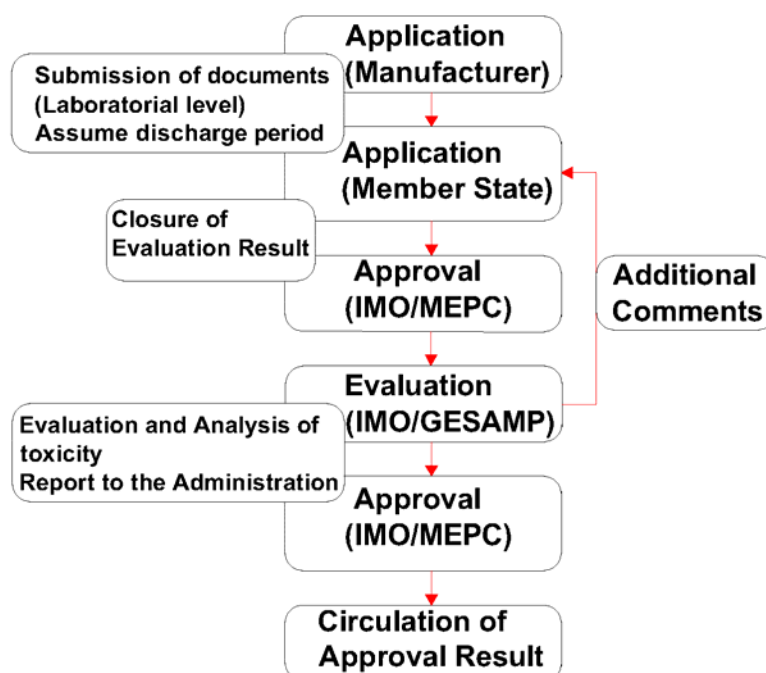 Application
(Manufacturer)
Submission of documents
(Laboratorial level)
Assume discharge period
Application
(Member State)
Closure of
Evaluation Result
Approval
(IMO/MEPC)
Additional
Comments
Evaluation
(IMO/GESAMP)
Evaluation and Analysis of
toxicity
Report to the Administration
Approval
(IMO/MEPC)
Circulation of
Approval Result